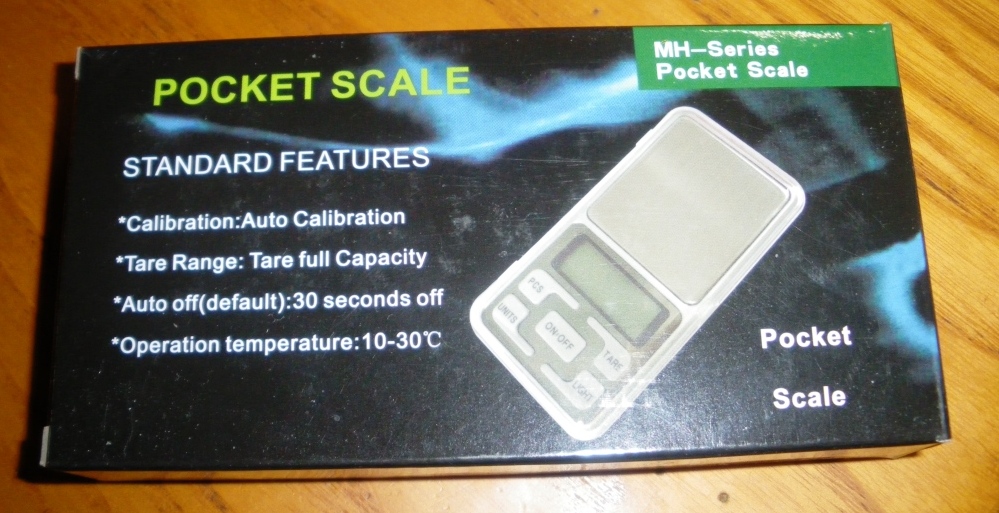 MH-Series
Pocket Scale
POCKET SCALE
STANDARD FEATURES
*Calibration:Auto Calibration
*Tare Range: Tare full Capacity
*Auto off(default):30 seconds off
*Operation temperature:10-30℃
PCS
UNITS
ON·OFF
TARE
LIGHT
Pocket
Scale